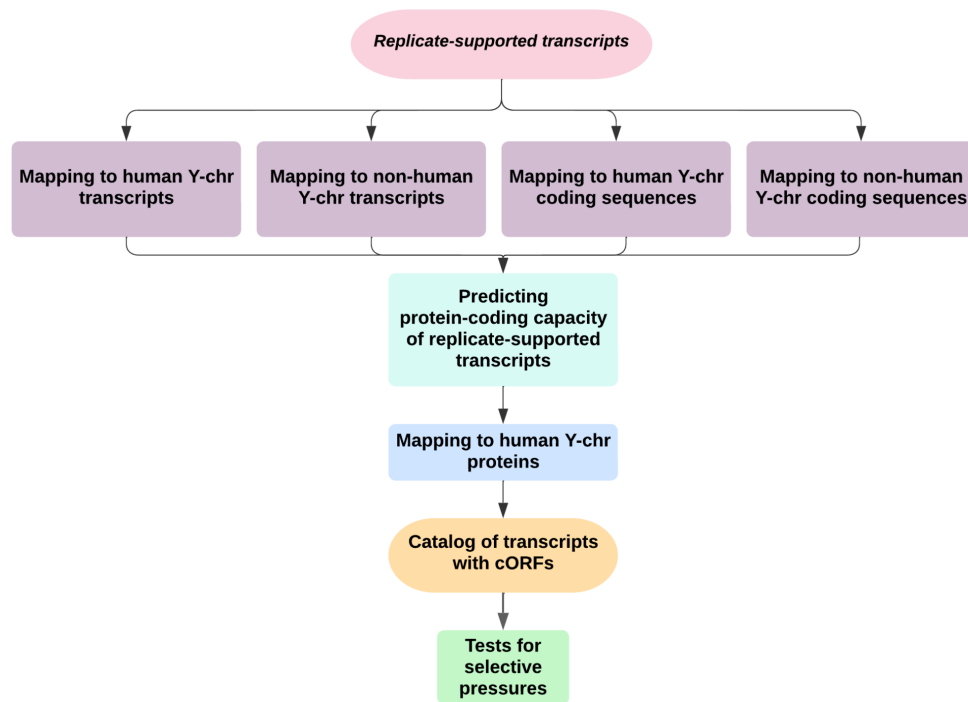 Replicate-supported transcripts
Mapping to human Y-chr
transcripts
Mapping to non-human
Y-chr transcripts
Mapping to human Y-chr
coding sequences
Mapping to non-human
Y-chr coding sequences
Predicting
protein-coding capacity
of replicate-supported
transcripts
Mapping to human Y-chr
proteins
Catalog of transcripts
with cORFs
Tests for
selective
pressures